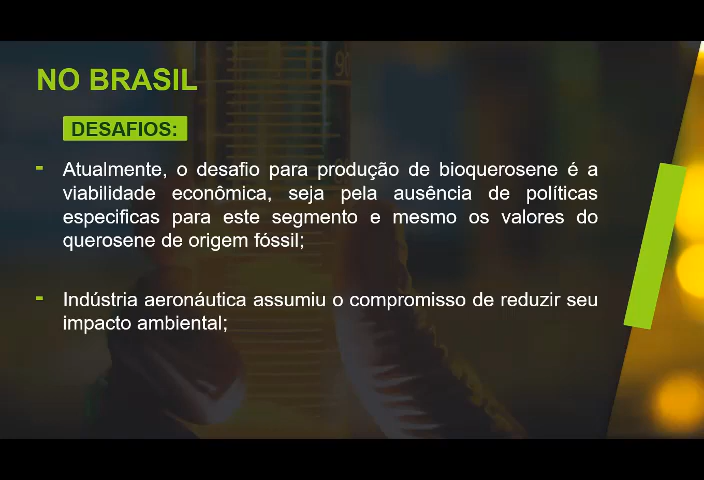 NO BRASIL
DESAFIOS:
Atualmente, o desafio para produção de bioquerosene é a
viabilidade econômica, seja pela ausência de políticas
especificas para este segmento e mesmo os valores do
querosene de origem fóssil;
Indústria aeronáutica assumiu o compromisso de reduzir seu
impacto ambiental;